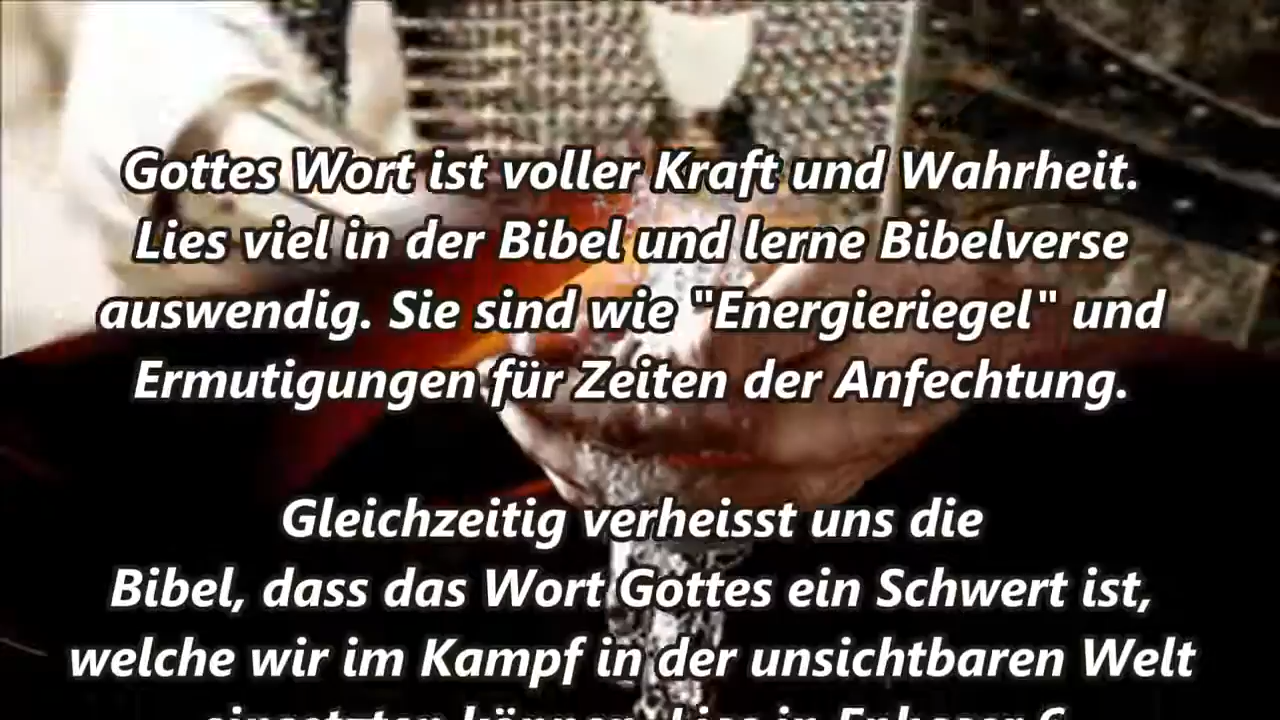 Gottes Wort ist voller Kraft und Wahrheit.
Lies viel in der Bibel und lerne Bibelverse
auswendig. Sie sind wie "Energieriegel" und
Ermutigungen für Zeiten der Anfechtung.
Gleichzeitig verheisst uns die
Bibel, dass das Wort Gottes ein Schwert ist,
welche wir im Kampf in der unsichtbaren Welt